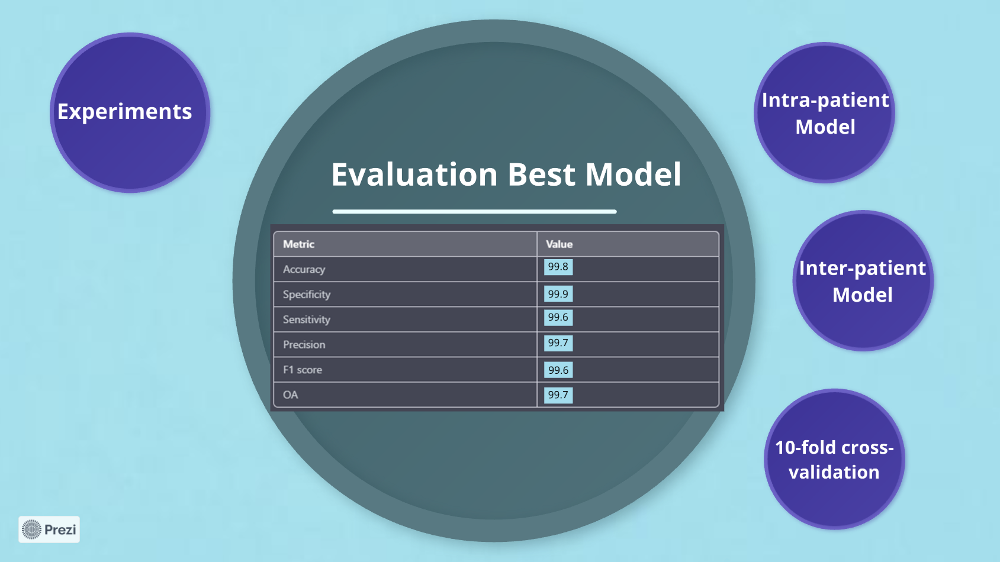 Experiments
Evaluation Best Model
Metric Value
Accuracy 99.8
Specificity 99.9
Sensitivity 99.6
Precision 99.7
F1 score 99.6
OA 99.7
Intra-patient
Model
Inter-patient
Model
10-fold cross-
validation
Prezi